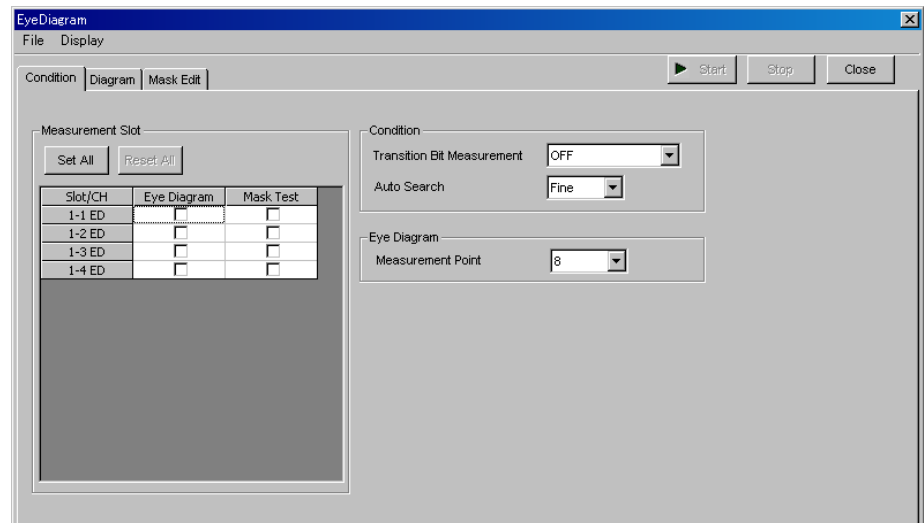 EyeDiagram
File Display
Start Stop Close
Condition Diagram Mask Edit
Measurement Slot
Set All Reset All
Slot/CH Eye Diagram Mask Test
1-1 ED
1-2 ED
1-3 ED
1-4 ED
Condition
Transition Bit Measurement OFF
Auto Search Fine
Eye Diagram
Measurement Point 8